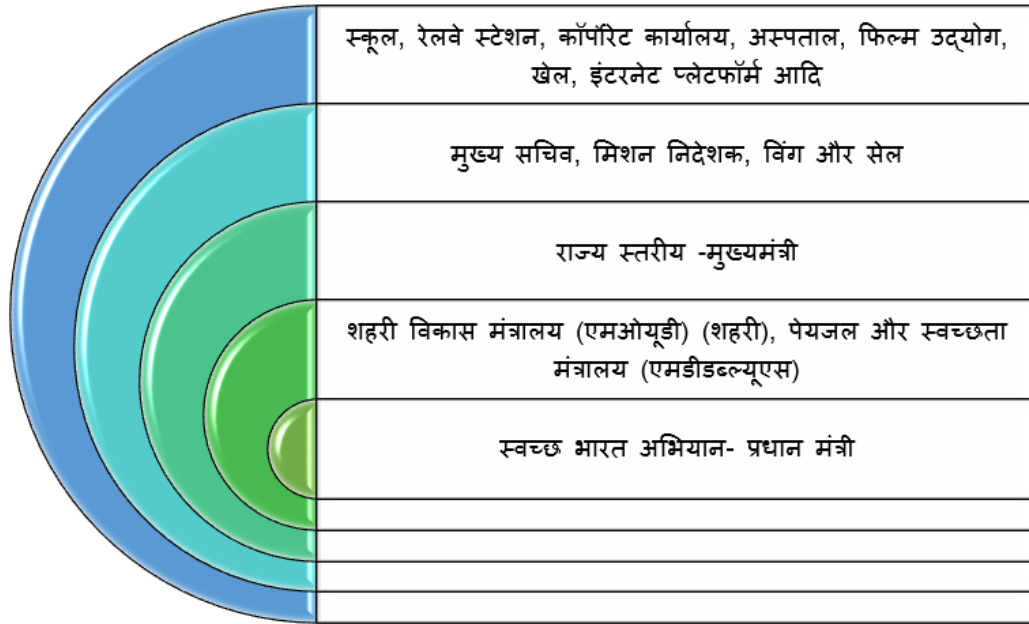 स्कूल, रेलवे स्टेशन, कॉर्पोरेट कार्यालय, अस्पताल, फिल्म उद्योग,
खेल, इंटरनेट प्लेटफॉर्म आदि
मुख्य सचिव, मिशन निदेशक, विंग और सेल
राज्य स्तरीय -मुख्यमंत्री
शहरी विकास मंत्रालय (एमओयूडी) (शहरी), पेयजल और स्वच्छता
मंत्रालय (एमडीडब्ल्यूएस)
स्वच्छ भारत अभियान- प्रधान मंत्री